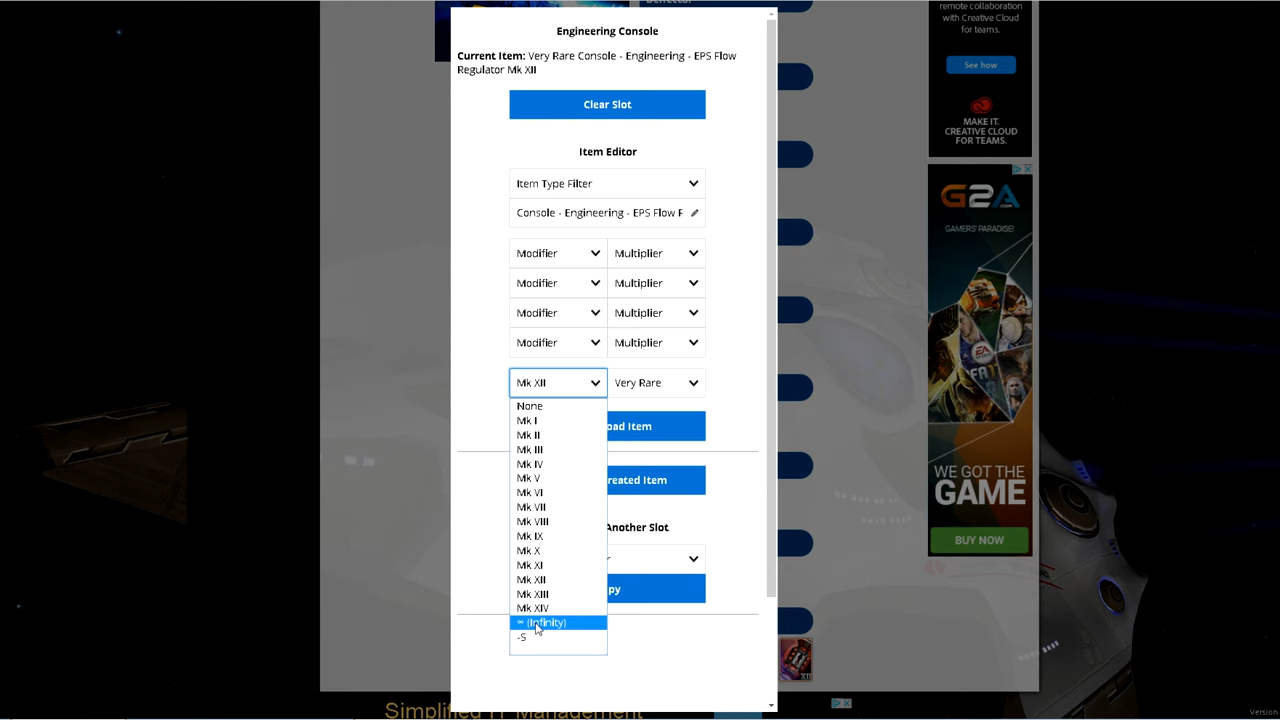 Engineering Console
Current Item: Very Rare Console - Engineering - EPS Flow
Regulator Mk XII
Clear Slot
Item Editor
Item Type Filter
Console - Engineering - EPS Flow
Modifier Multiplier
Modifier Multiplier
Modifier Multiplier
Modifier Multiplier
Mk XII Very Rare
None
Mk I
Mk II
Mk III
Mk IV
Mk V
Mk VI
Mk VII
Mk VIII
Mk IX
Mk X
Mk XI
Mk XII
Mk XIII
Mk XIV
∞ (Infinity)
-S
Item
Item
Another Slot
remote collaboration
with Creative Cloud
for teams.
See how
MAKE IT.
CREATIVE CLOUD
FOR TEAMS.
G2A
GAMERS' PARADISE!
EA
FIFA
WE GOT THE
GAME
BUY NOW
XII
Simplified IT Management
Version